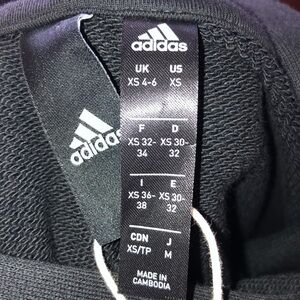 adidas
adidas
UK US
XS 4-6 XS
F D
XS 32- XS 30-
34 32
I E
XS 36- XS 30-
38 32
CDN J
XS/TP M
MADE IN
CAMBODIA